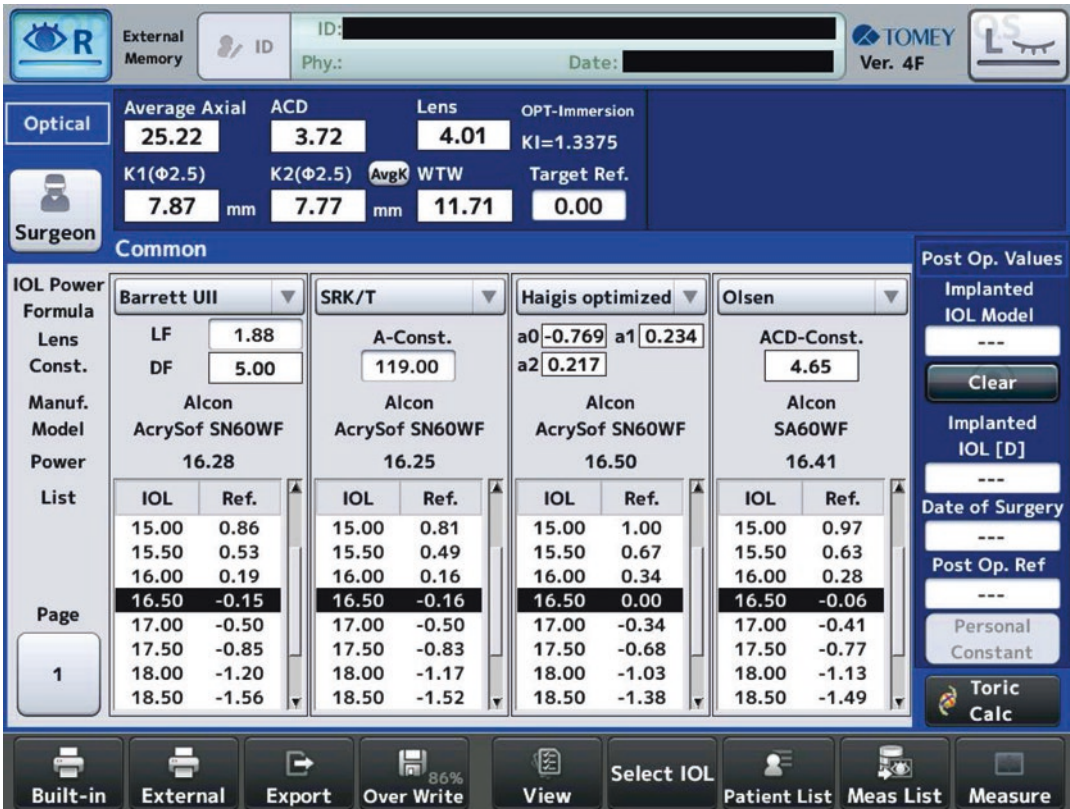 R
External
Memory
ID
ID:
Phy.:
Date:
TOMEY
Ver. 4F
L
Optical
Average Axial ACD Lens OPT-Immersion
25.22 3.72 4.01 KI=1.3375
K1(Φ2.5) K2(Φ2.5) AvgK WTW Target Ref.
7.87 mm 7.77 mm 11.71 0.00
Surgeon
Common
IOL Power
Formula
Barrett UII SRK/T Haigis optimized Olsen
Lens
Const.
LF 1.88
DF 5.00
A-Const.
119.00
a0 -0.769 a1 0.234
a2 0.217
ACD-Const.
4.65
Manuf. Alcon Alcon Alcon Alcon
Model AcrySof SN60WF AcrySof SN60WF AcrySof SN60WF SA60WF
Power 16.28 16.25 16.50 16.41
List IOL Ref. IOL Ref. IOL Ref. IOL Ref.
15.00 0.86 15.00 0.81 15.00 1.00 15.00 0.97
15.50 0.53 15.50 0.49 15.50 0.67 15.50 0.63
16.00 0.19 16.00 0.16 16.00 0.34 16.00 0.28
16.50 -0.15 16.50 -0.16 16.50 0.00 16.50 -0.06
17.00 -0.50 17.00 -0.50 17.00 -0.34 17.00 -0.41
17.50 -0.85 17.50 -0.83 17.50 -0.68 17.50 -0.77
18.00 -1.20 18.00 -1.17 18.00 -1.03 18.00 -1.13
18.50 -1.56 18.50 -1.52 18.50 -1.38 18.50 -1.49
Page
1
Post Op. Values
Implanted
IOL Model
---
Clear
Implanted
IOL [D]
---
Date of Surgery
---
Post Op. Ref
---
Personal
Constant
Toric
Calc
Built-in
External
Export
86%
Over Write
View
Select IOL
Patient List
Meas List
Measure